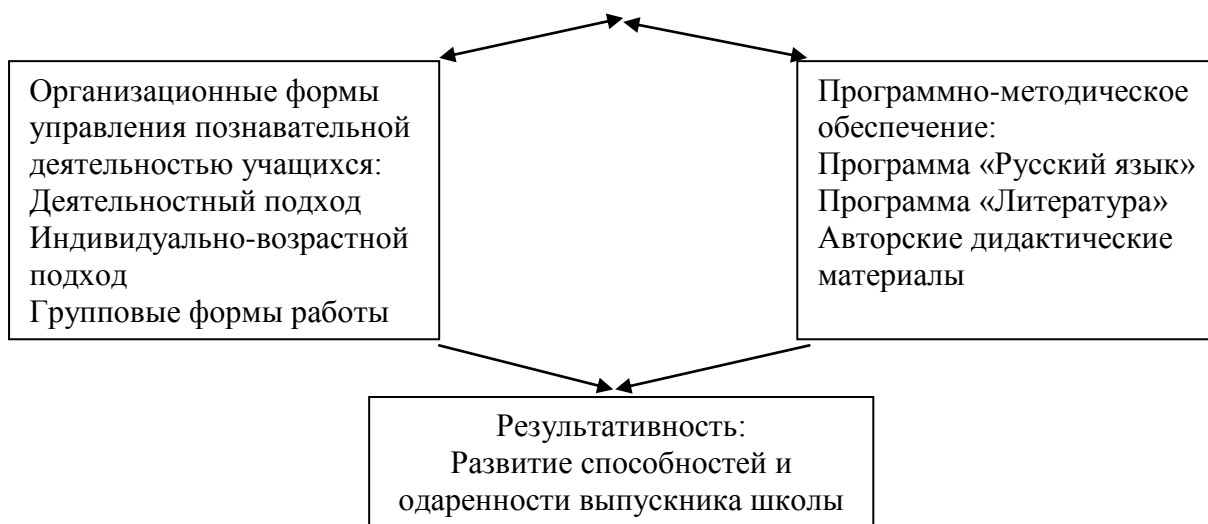 Организационные формы
управления познавательной
деятельностью учащихся:
Деятельностный подход
Индивидуально-возрастной
подход
Групповые формы работы
Программно-методическое
обеспечение:
Программа «Русский язык»
Программа «Литература»
Авторские дидактические
материалы
Результативность:
Развитие способностей и
одаренности выпускника школы